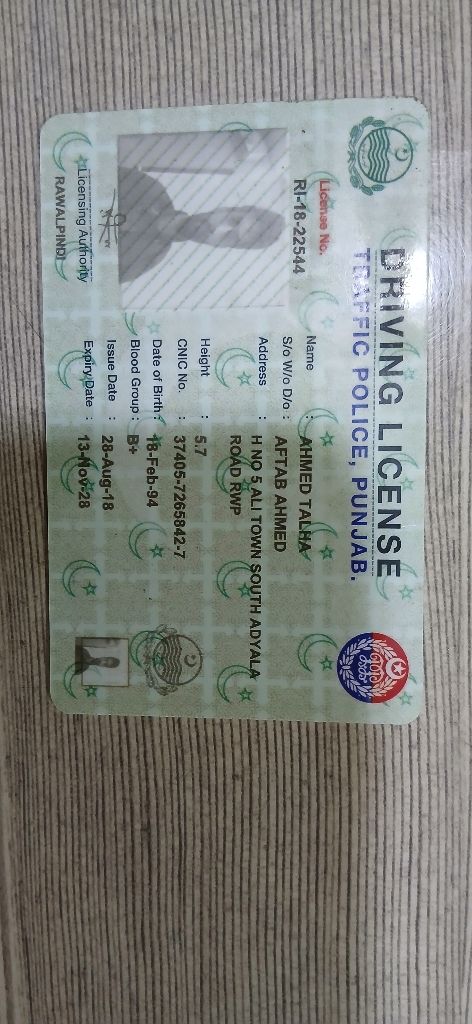 DRIVING LICENSE
TRAFFIC POLICE, PUNJAB.
License No.
RI-18-22544
Name : AHMED TALHA
S/o W/o D/o : AFTAB AHMED
Address : H NO 5 ALI TOWN SOUTH ADYALA
ROAD RWP
Height : 5.7
CNIC No. : 37405-7265842-7
Date of Birth : 18-Feb-94
Blood Group : B+
Issue Date : 28-Aug-18
Expiry Date : 13-Nov-28
Licensing Authority
RAWALPINDI